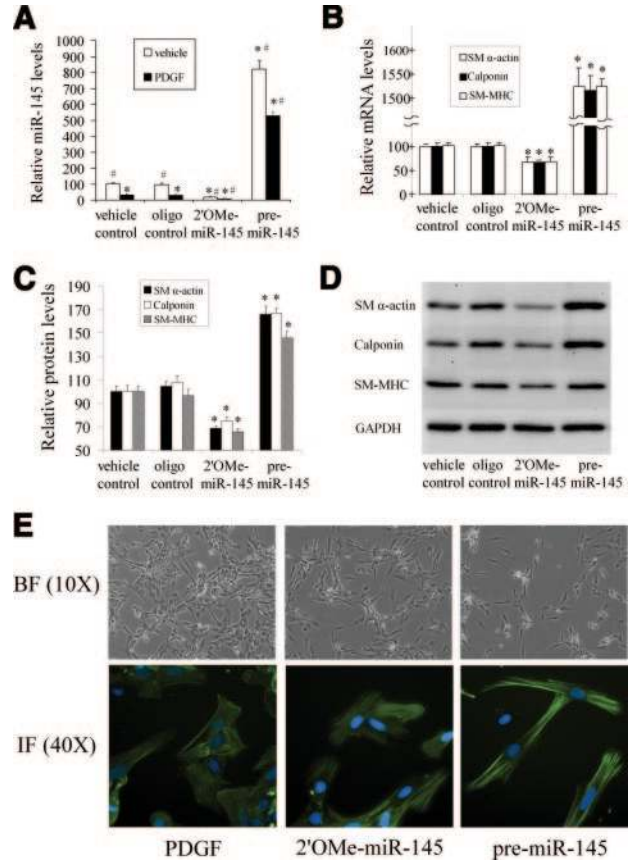 A
Relative miR-145 levels
1000
900
800
700
600
500
400
300
200
100
0
vehicle
PDGF
#
*
#
*
*#
*#
*#
*#
vehicle control
oligo control
2'OMe-miR-145
pre-miR-145
B
Relative mRNA levels
1600
1550
1500
100
50
0
SM α-actin
Calponin
SM-MHC
* * *
* * *
vehicle control
oligo control
2'OMe-miR-145
pre-miR-145
C
Relative protein levels
190
170
150
130
110
90
70
50
SM α-actin
Calponin
SM-MHC
* * *
* * *
vehicle control
oligo control
2'OMe-miR-145
pre-miR-145
D
SM α-actin
Calponin
SM-MHC
GAPDH
vehicle control
oligo control
2'OMe-miR-145
pre-miR-145
E
BF (10X)
IF (40X)
PDGF
2'OMe-miR-145
pre-miR-145